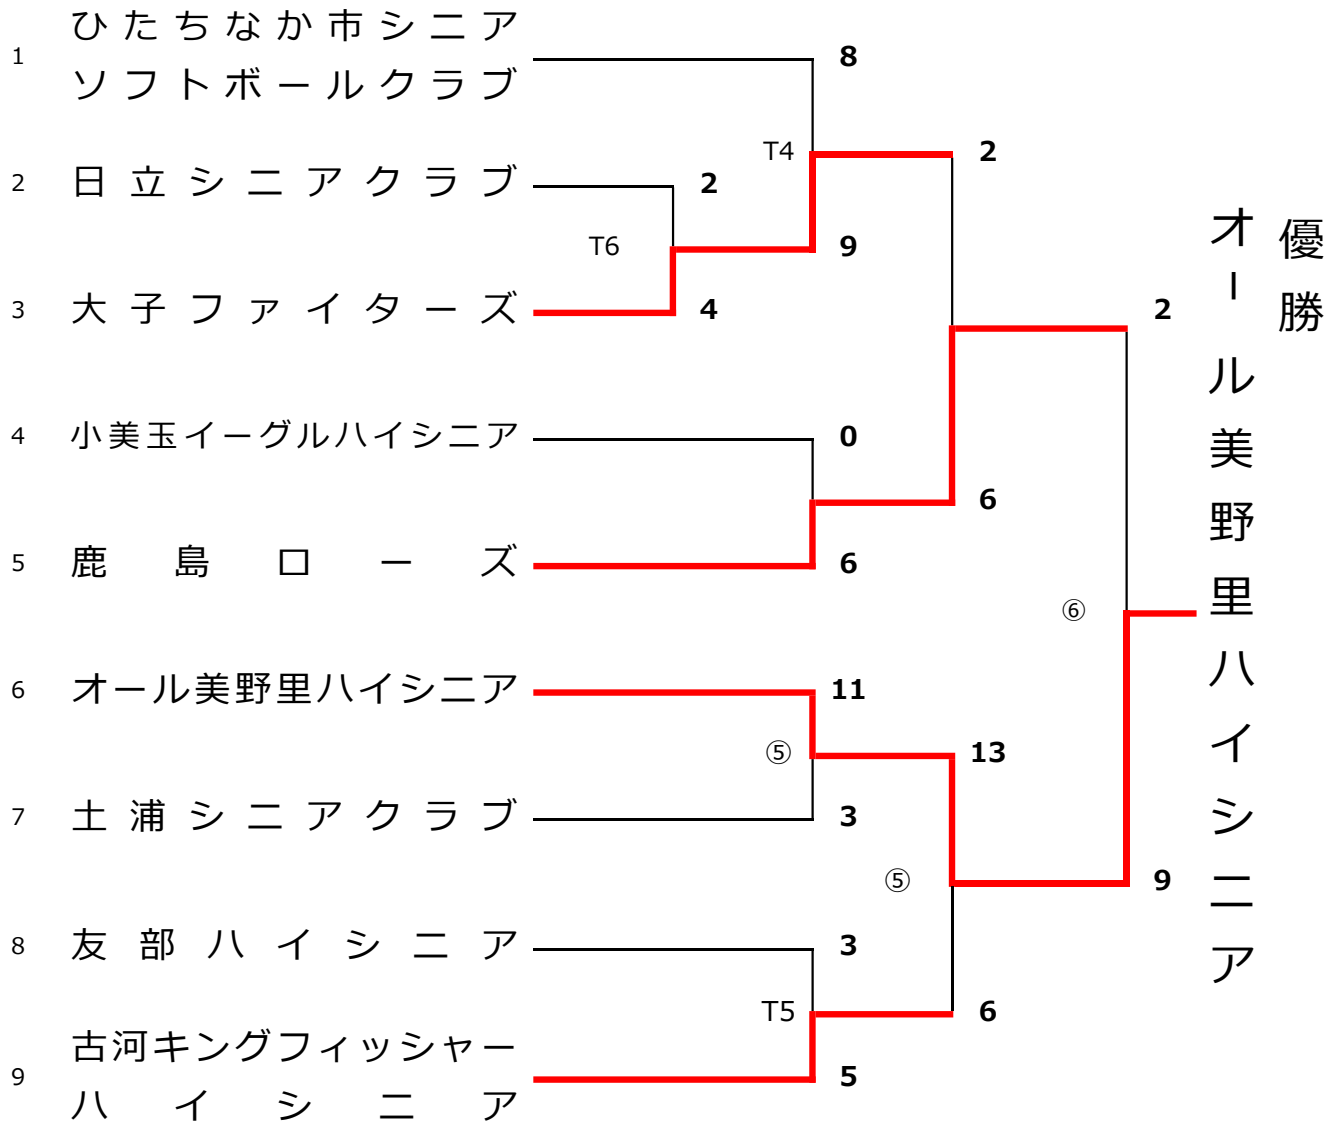 1 ひたちなか市シニア
ソフトボールクラブ
8
T4
2
2 日立シニアクラブ
2
T6
9
3 大子ファイターズ
4
2
4 小美玉イーグルハイシニア
0
6
5 鹿島ローズ
6
⑥
6 オール美野里ハイシニア
11
⑤
13
7 土浦シニアクラブ
3
⑤
9
8 友部ハイシニア
3
T5
6
9 古河キングフィッシャー
ハイシニア
5
優勝
オール美野里ハイシニア